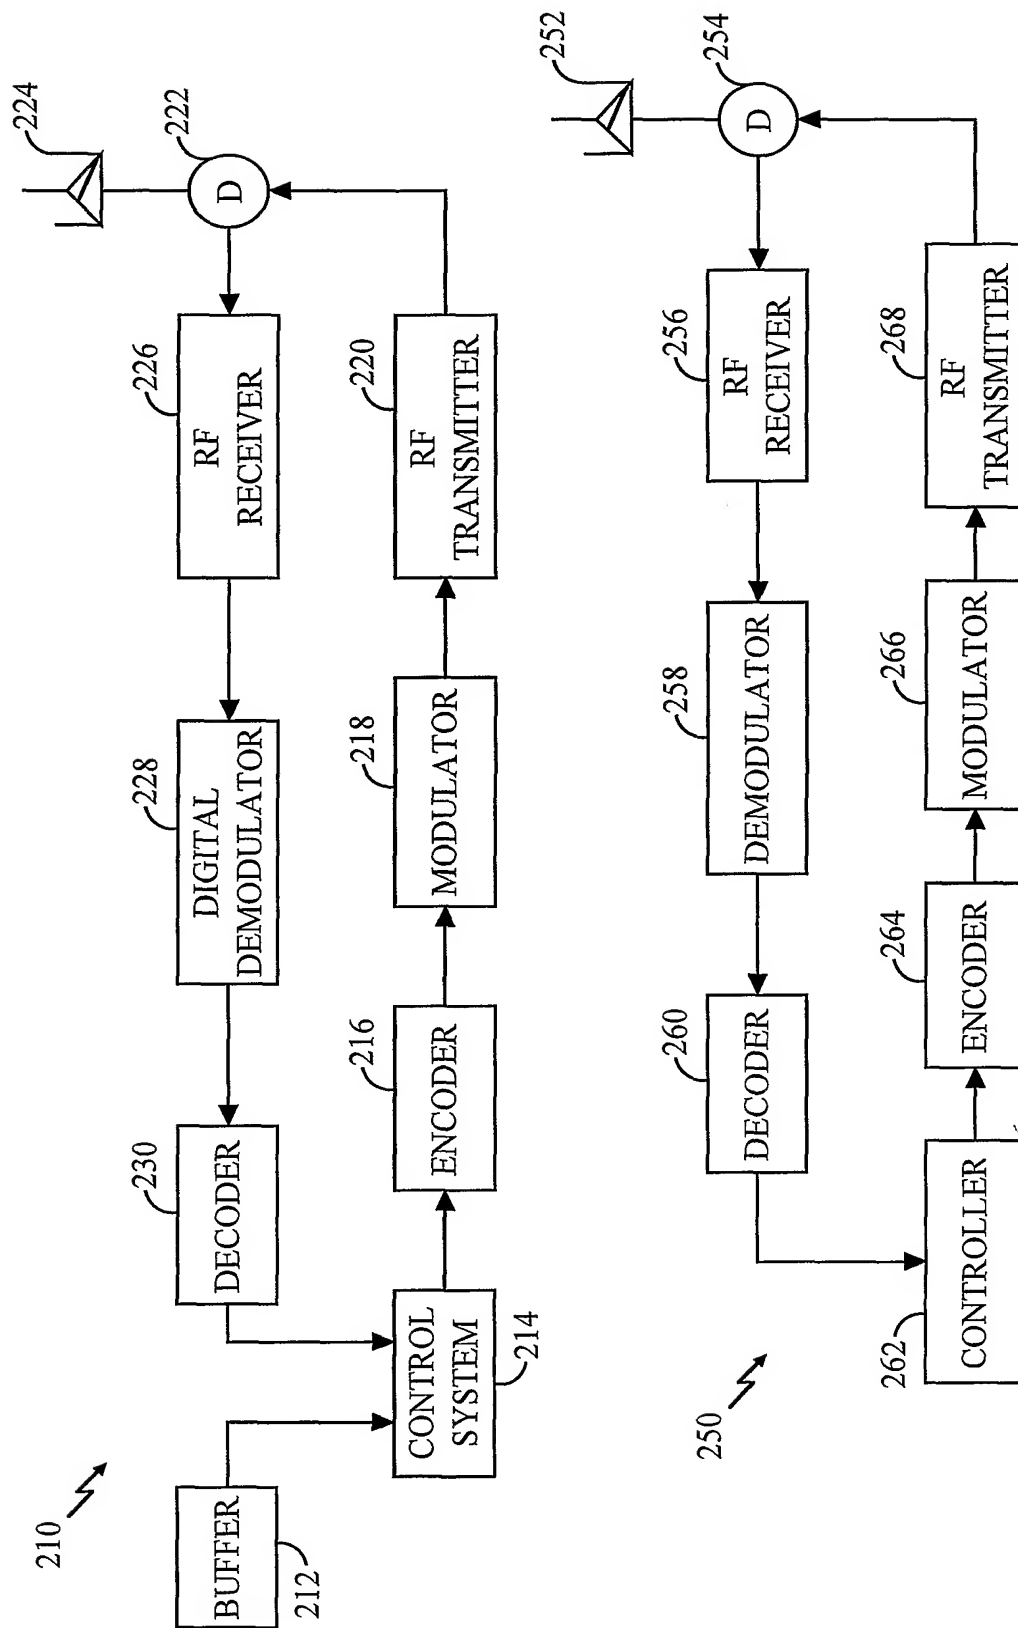 210
BUFFER
212
230
DECODER
228
DIGITAL
DEMODULATOR
226
RF
RECEIVER
D
222
224
CONTROL
SYSTEM
214
216
ENCODER
218
MODULATOR
220
RF
TRANSMITTER
250
260
DECODER
258
DEMODULATOR
256
RF
RECEIVER
D
254
252
262
CONTROLLER
264
ENCODER
266
MODULATOR
268
RF
TRANSMITTER